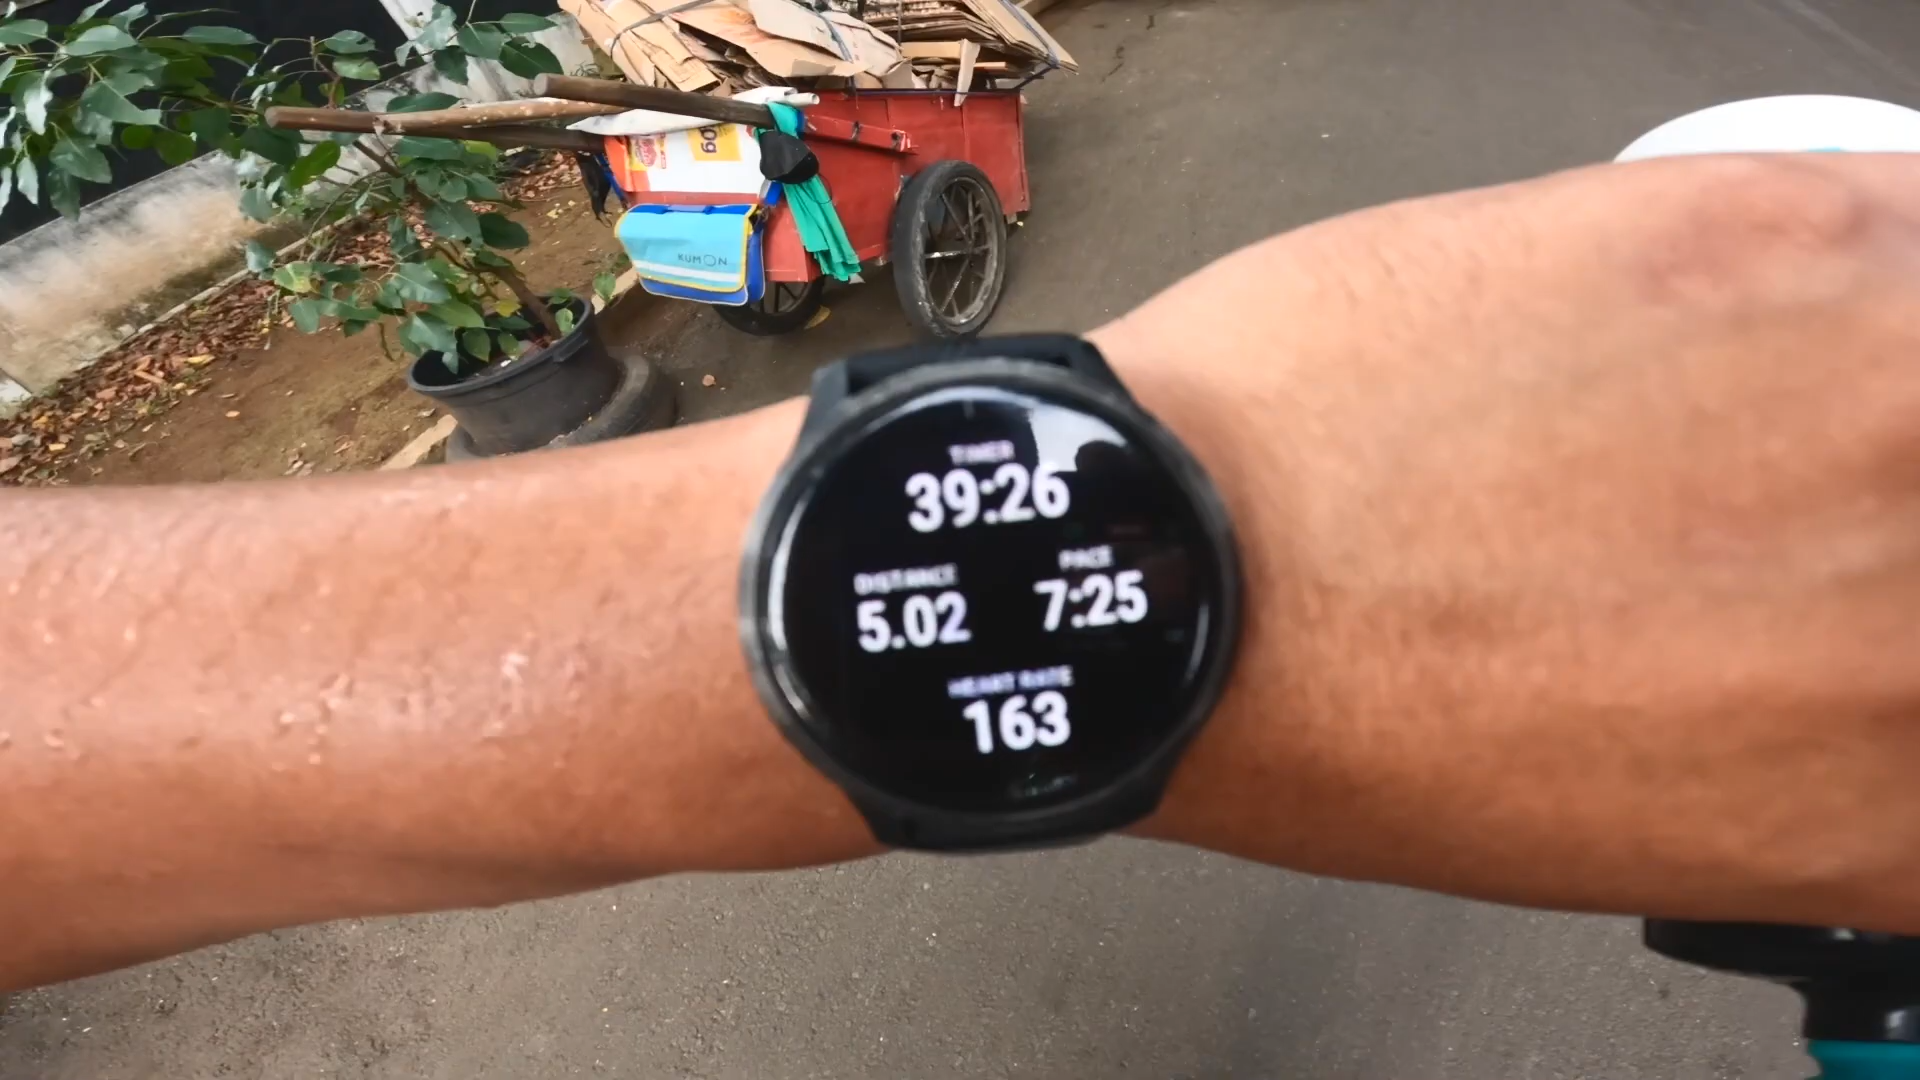 KUMON
TIMER
39:26
DISTANCE
5.02
PACE
7:25
HEART RATE
163